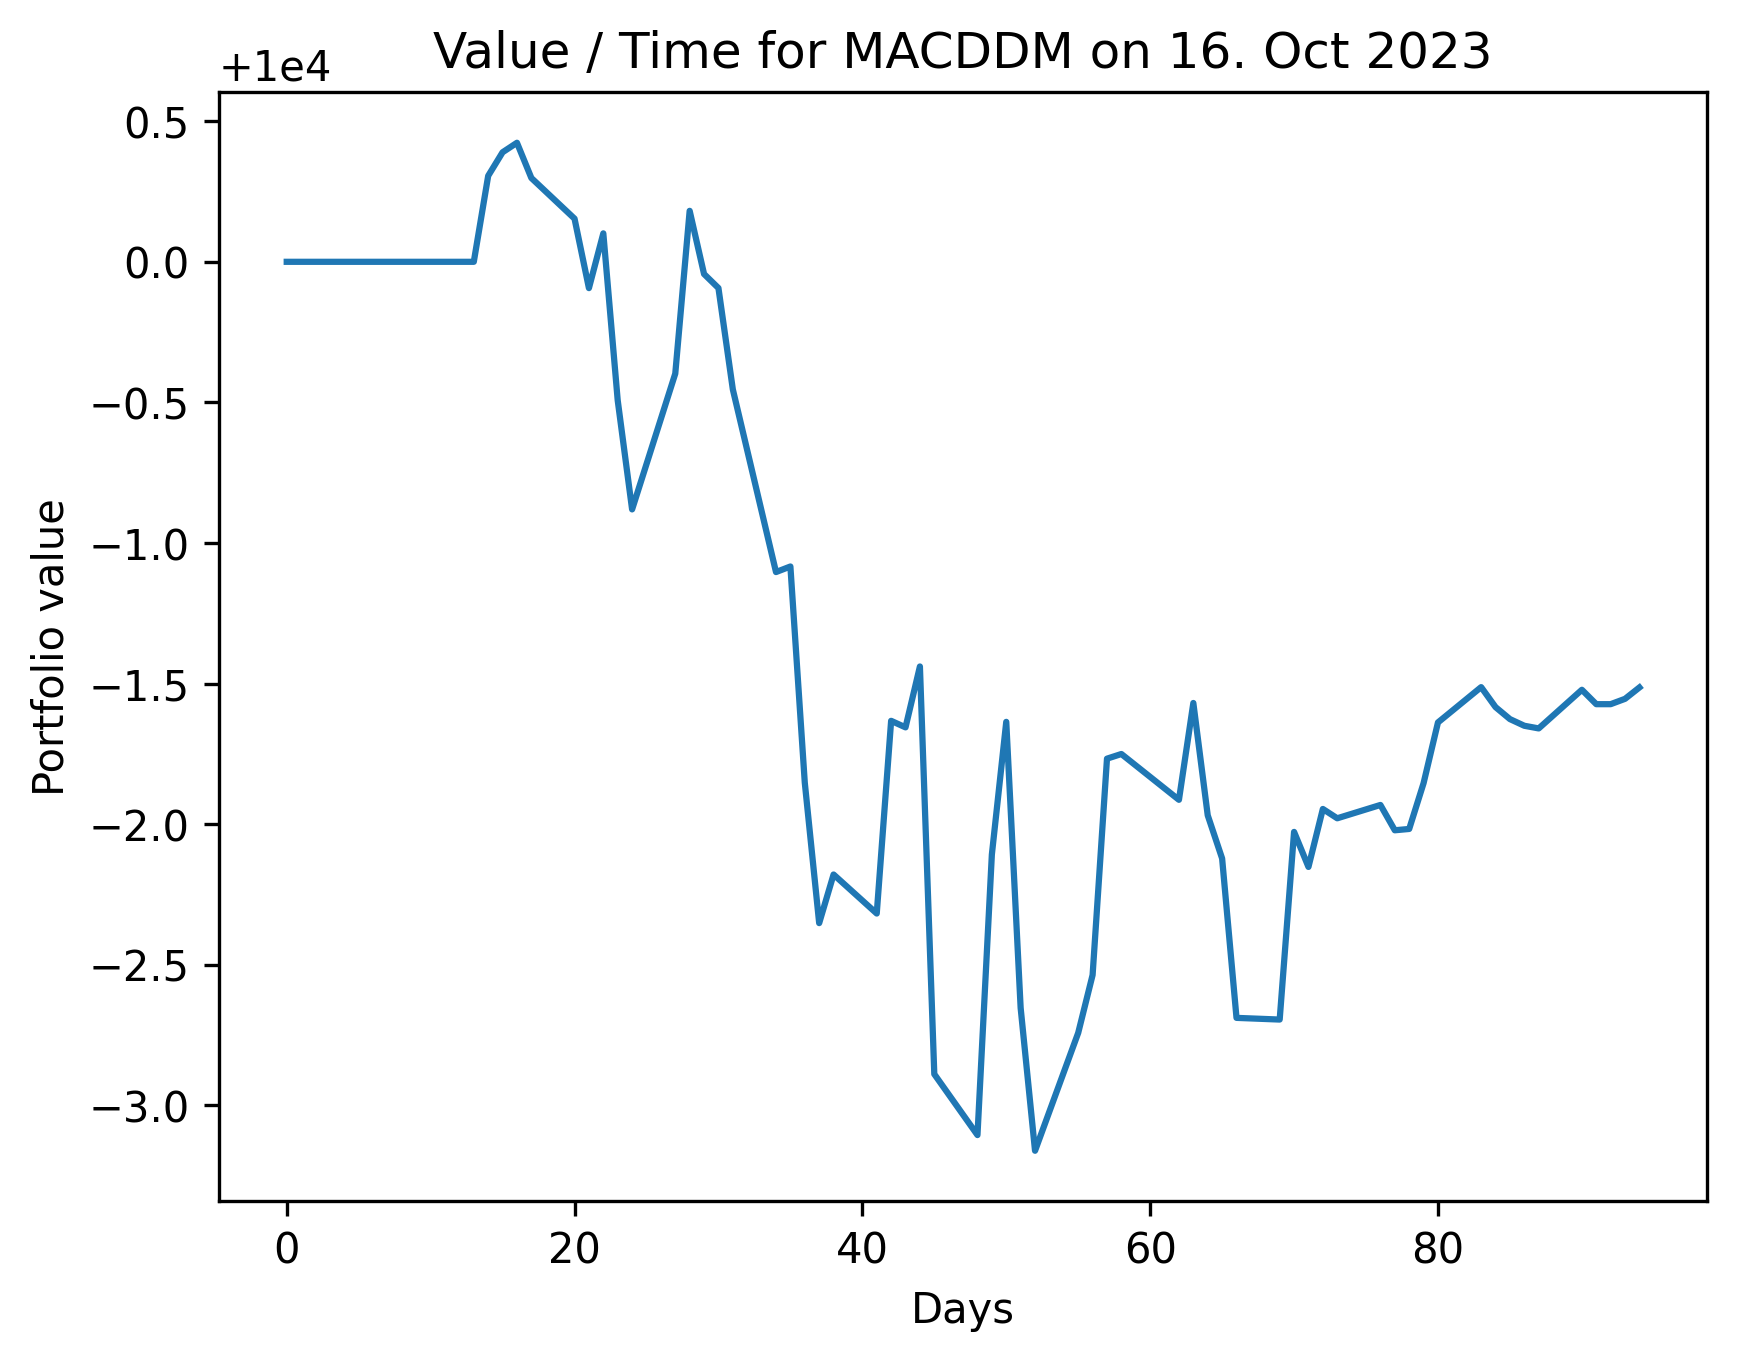 Value / Time for MACDDM on 16. Oct 2023
+1e4
0.5
0.0
−0.5
−1.0
−1.5
−2.0
−2.5
−3.0
Portfolio value
0 20 40 60 80
Days